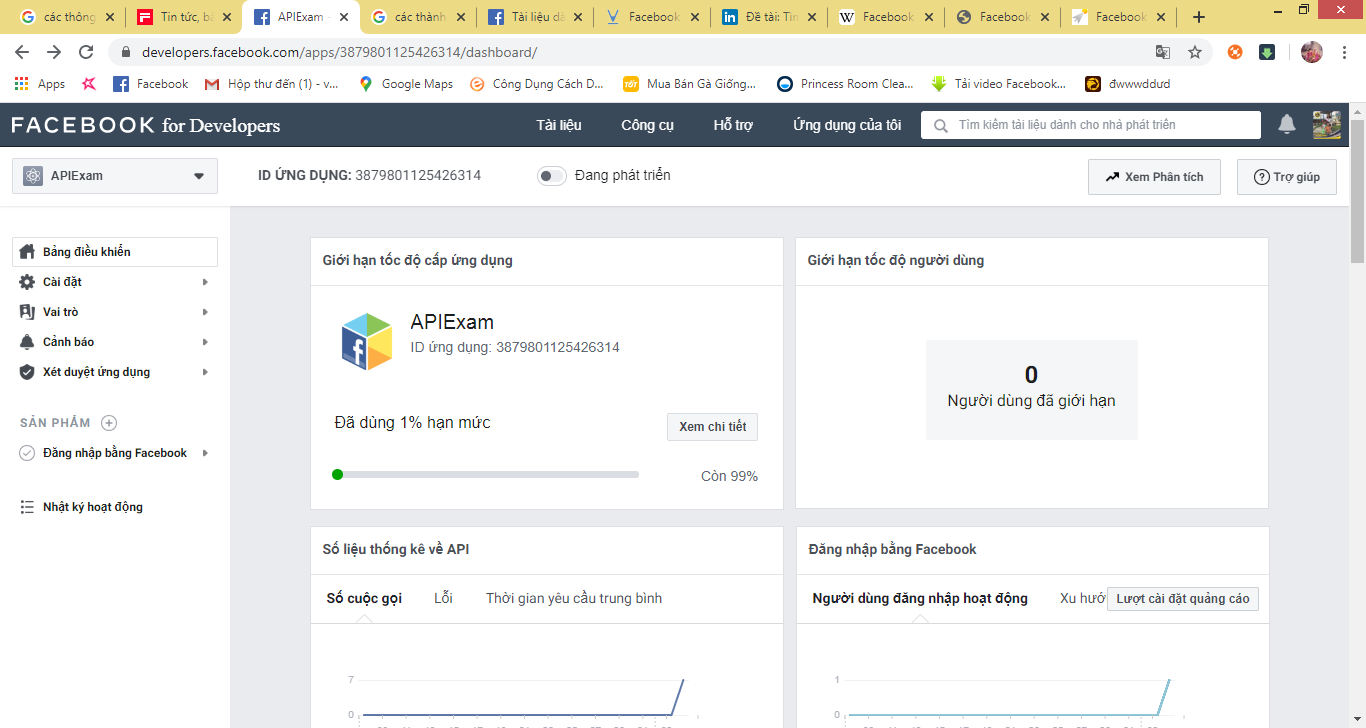 các thông
Tin tức, bá
APIExam -
các thành
Tài liệu dà
Facebook
Đề tài: Tin
Facebook
Facebook
Facebook
developers.facebook.com/apps/3879801125426314/dashboard/
Apps
Facebook
Hộp thư đến (1) - v...
Google Maps
Công Dụng Cách D...
Mua Bán Gà Giống...
Princess Room Clea...
Tải video Facebook...
đwwwddưd
FACEBOOK for Developers
Tài liệu
Công cụ
Hỗ trợ
Ứng dụng của tôi
Tìm kiếm tài liệu dành cho nhà phát triển
APIExam
ID ỨNG DỤNG: 3879801125426314
Đang phát triển
Xem Phân tích
Trợ giúp
Bảng điều khiển
Cài đặt
Vai trò
Cảnh báo
Xét duyệt ứng dụng
SẢN PHẨM
Đăng nhập bằng Facebook
Nhật ký hoạt động
Giới hạn tốc độ cấp ứng dụng
APIExam
ID ứng dụng: 3879801125426314
Đã dùng 1% hạn mức
Xem chi tiết
Còn 99%
Giới hạn tốc độ người dùng
0
Người dùng đã giới hạn
Số liệu thống kê về API
Số cuộc gọi
Lỗi
Thời gian yêu cầu trung bình
7
0
Đăng nhập bằng Facebook
Người dùng đăng nhập hoạt động
Xu hướ
Lượt cài đặt quảng cáo
1
0